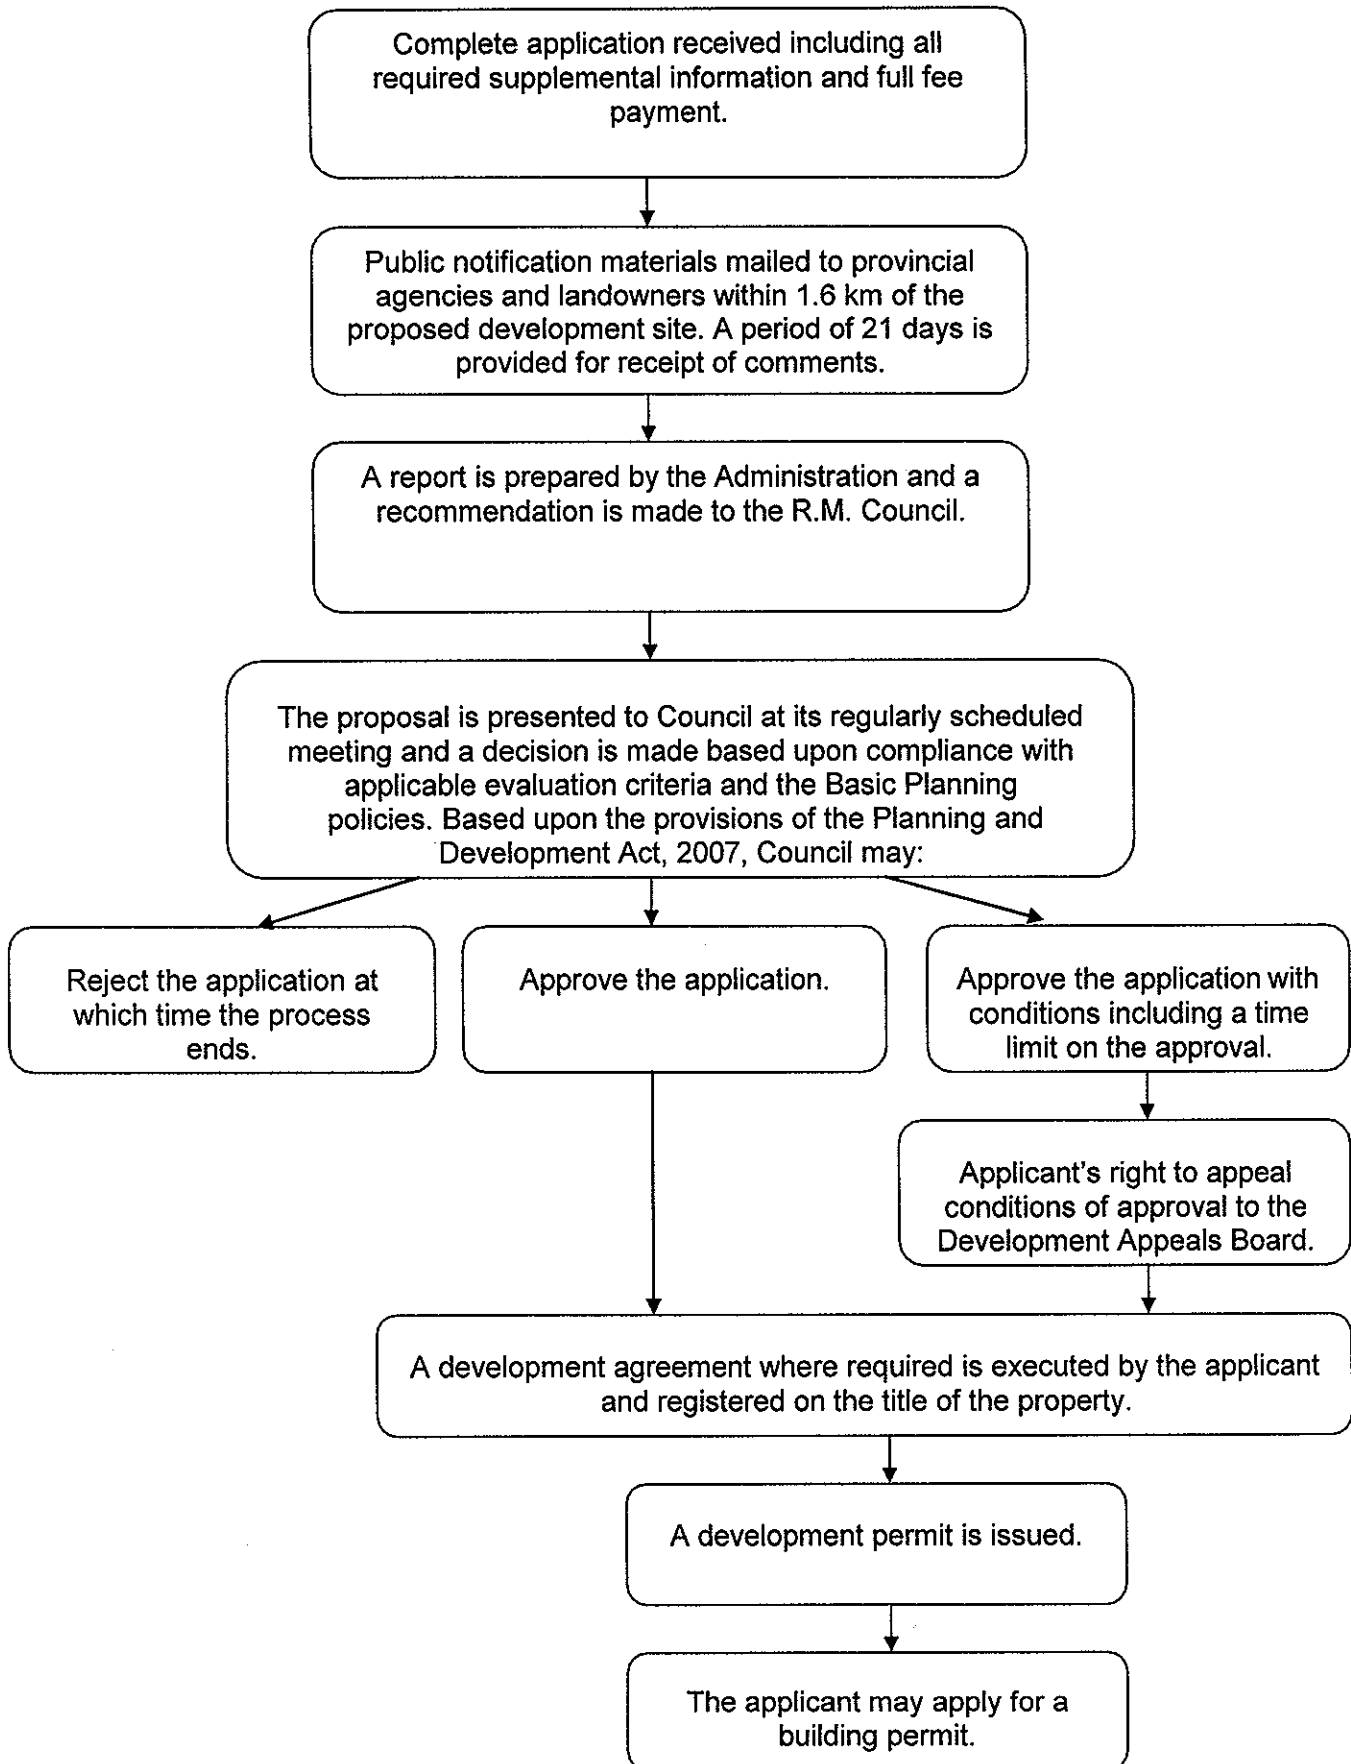 Complete application received including all
required supplemental information and full fee
payment.
Public notification materials mailed to provincial
agencies and landowners within 1.6 km of the
proposed development site. A period of 21 days is
provided for receipt of comments.
A report is prepared by the Administration and a
recommendation is made to the R.M. Council.
The proposal is presented to Council at its regularly scheduled
meeting and a decision is made based upon compliance with
applicable evaluation criteria and the Basic Planning
policies. Based upon the provisions of the Planning and
Development Act, 2007, Council may:
Reject the application at
which time the process
ends.
Approve the application.
Approve the application with
conditions including a time
limit on the approval.
Applicant's right to appeal
conditions of approval to the
Development Appeals Board.
A development agreement where required is executed by the applicant
and registered on the title of the property.
A development permit is issued.
The applicant may apply for a
building permit.